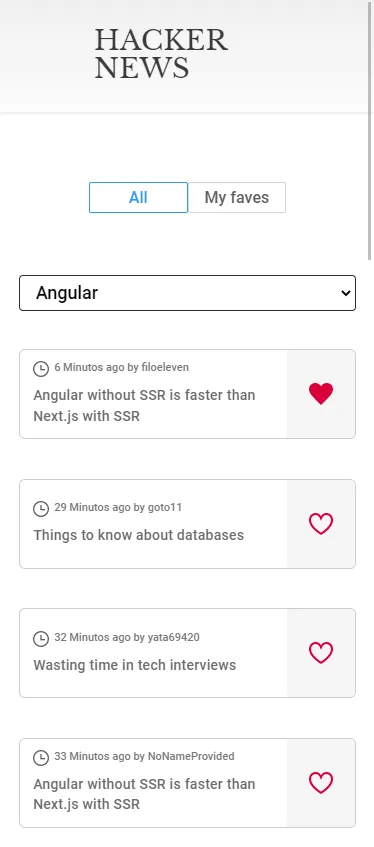 HACKER
NEWS
All
My faves
Angular
6 Minutos ago by filoeleven
Angular without SSR is faster than
Next.js with SSR
29 Minutos ago by goto11
Things to know about databases
32 Minutos ago by yata69420
Wasting time in tech interviews
33 Minutos ago by NoNameProvided
Angular without SSR is faster than
Next.js with SSR